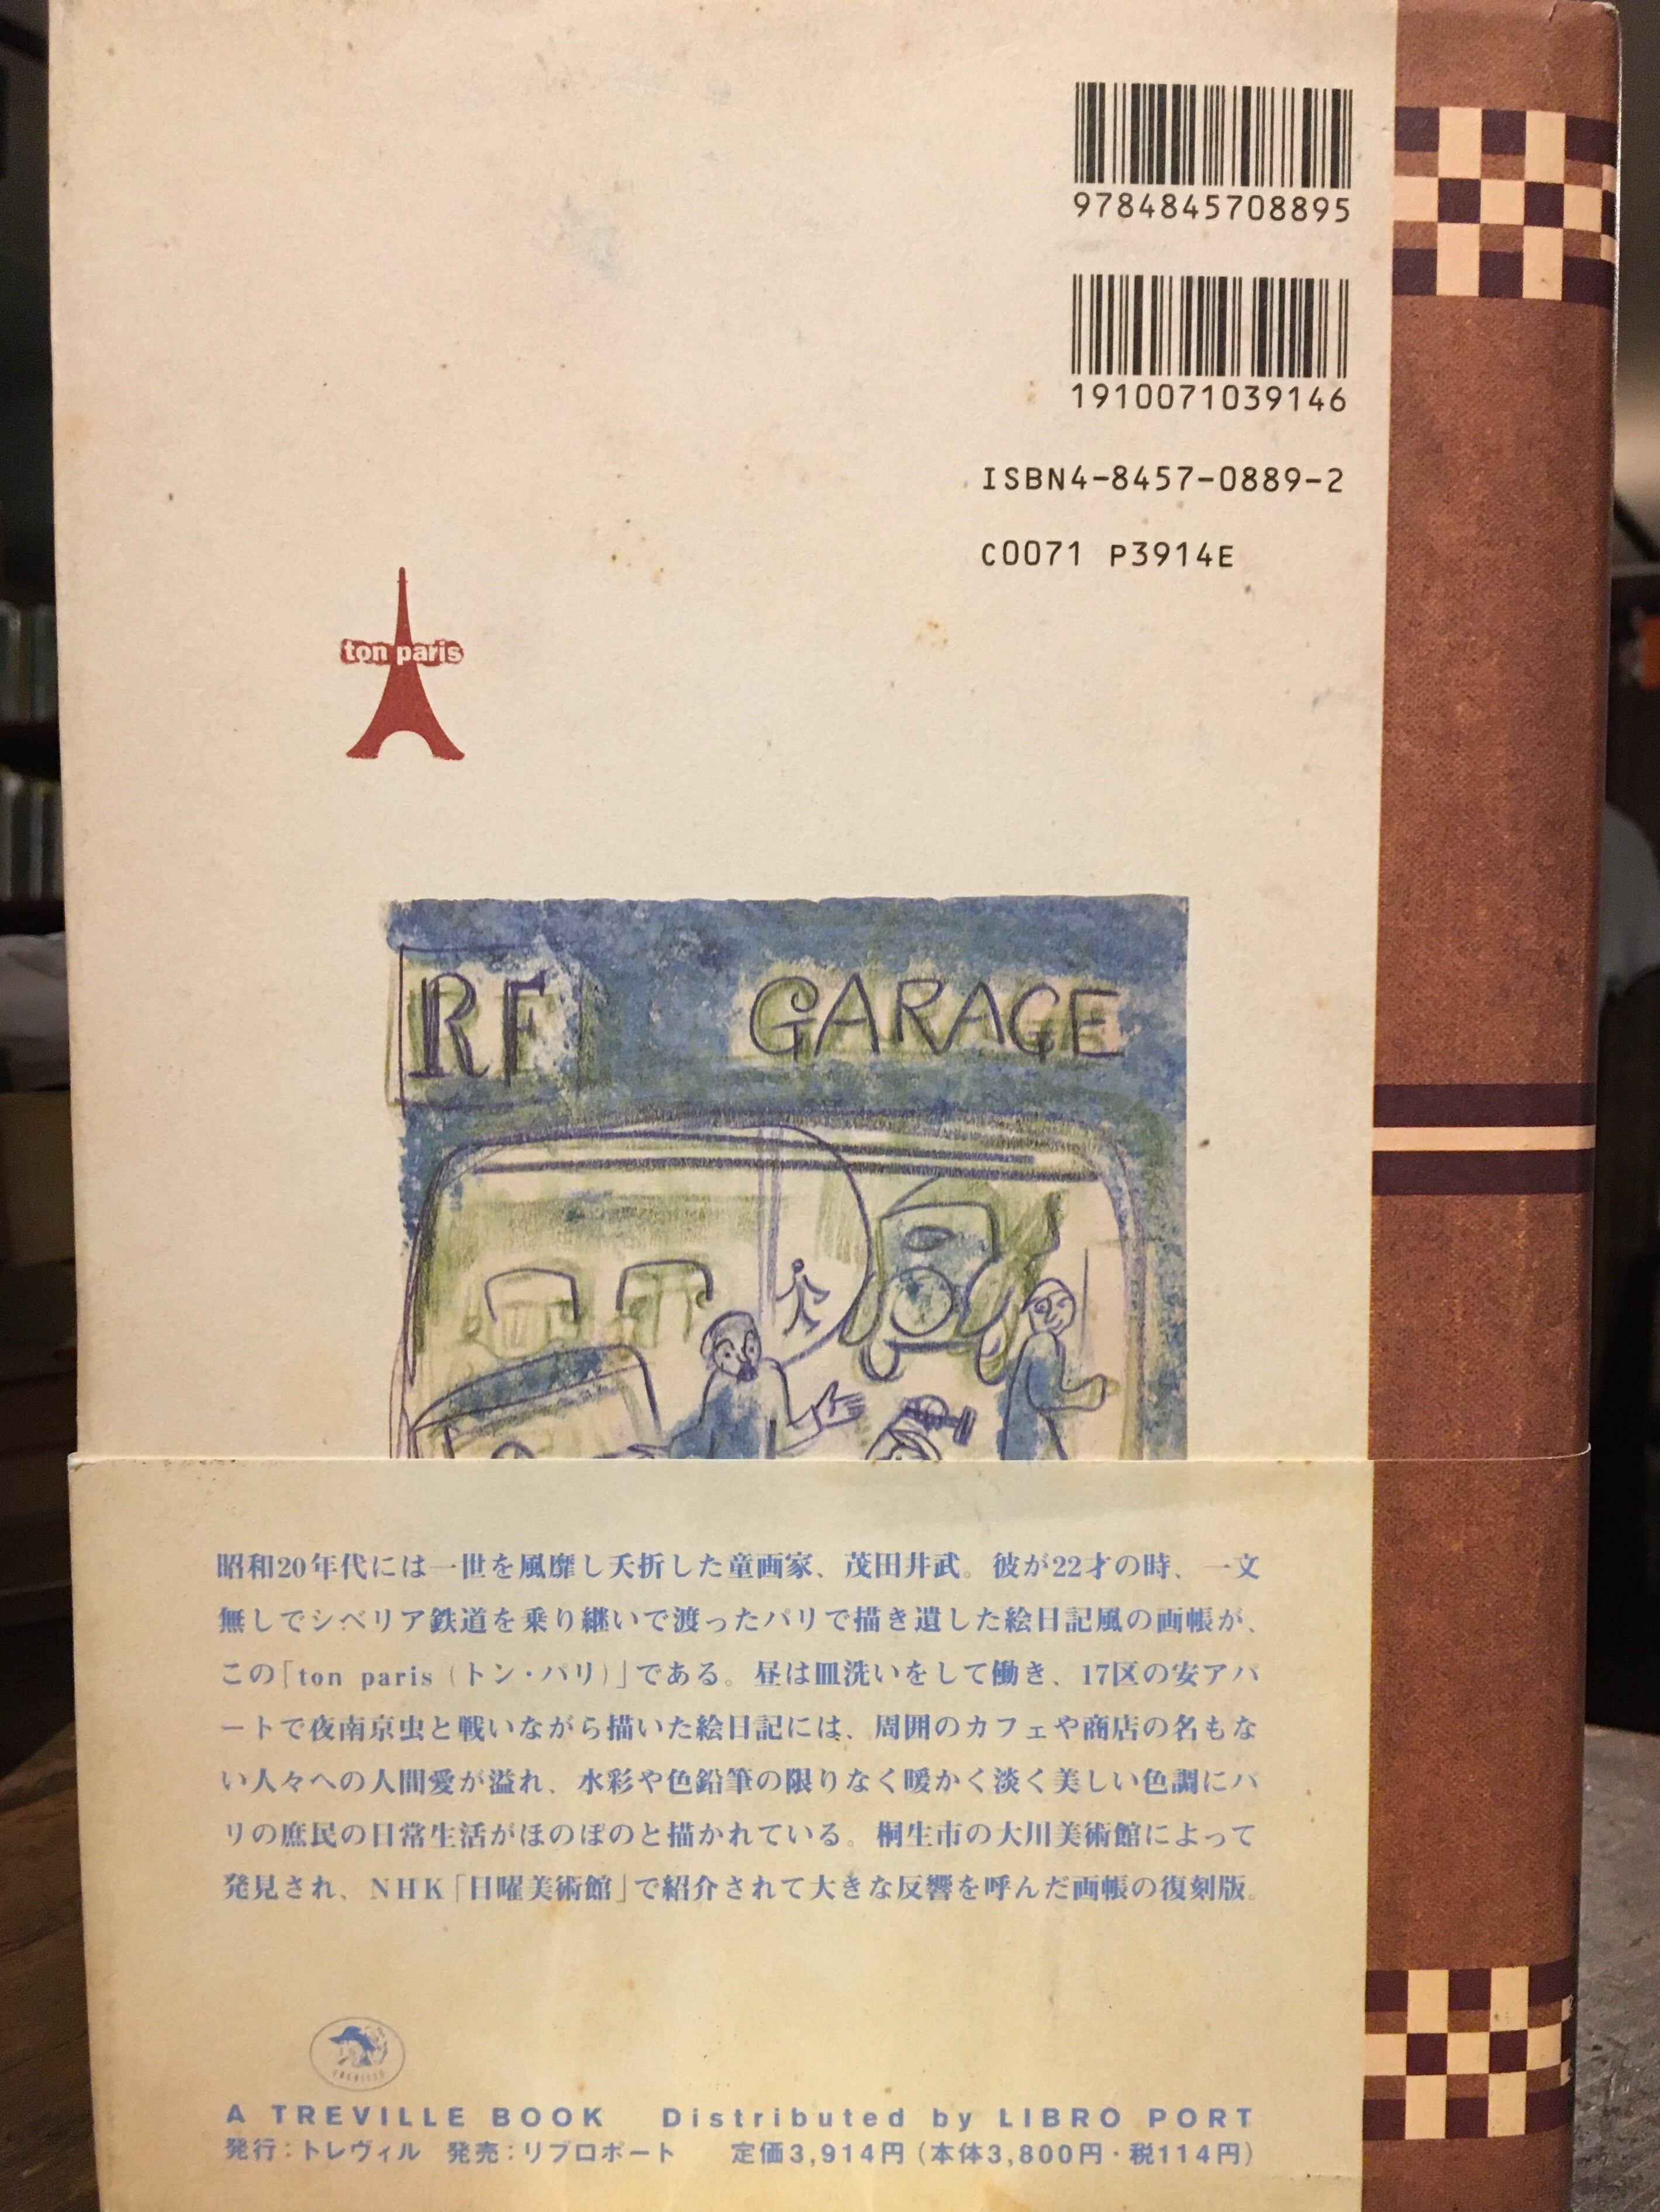 9784845708895
1910071039146
ISBN4-8457-0889-2
C0071 P3914E
ton paris
RF GARAGE
昭和20年代には一世を風靡し夭折した童画家、茂田井武。彼が22才の時、一文
無しでシベリア鉄道を乗り継いで渡ったパリで描き遺した絵日記風の画帳が、
この「ton paris（トン・パリ）」である。昼は皿洗いをして働き、17区の安アパ
ートで夜南京虫と戦いながら描いた絵日記には、周囲のカフェや商店の名もな
い人々への人間愛が溢れ、水彩や色鉛筆の限りなく暖かく淡く美しい色調にパ
リの庶民の日常生活がほのぼのと描かれている。桐生市の大川美術館によって
発見され、NHK「日曜美術館」で紹介されて大きな反響を呼んだ画帳の復刻版。
A TREVILLE BOOK Distributed by LIBRO PORT
発行：トレヴィル 発売：リブロポート 定価3,914円（本体3,800円・税114円）